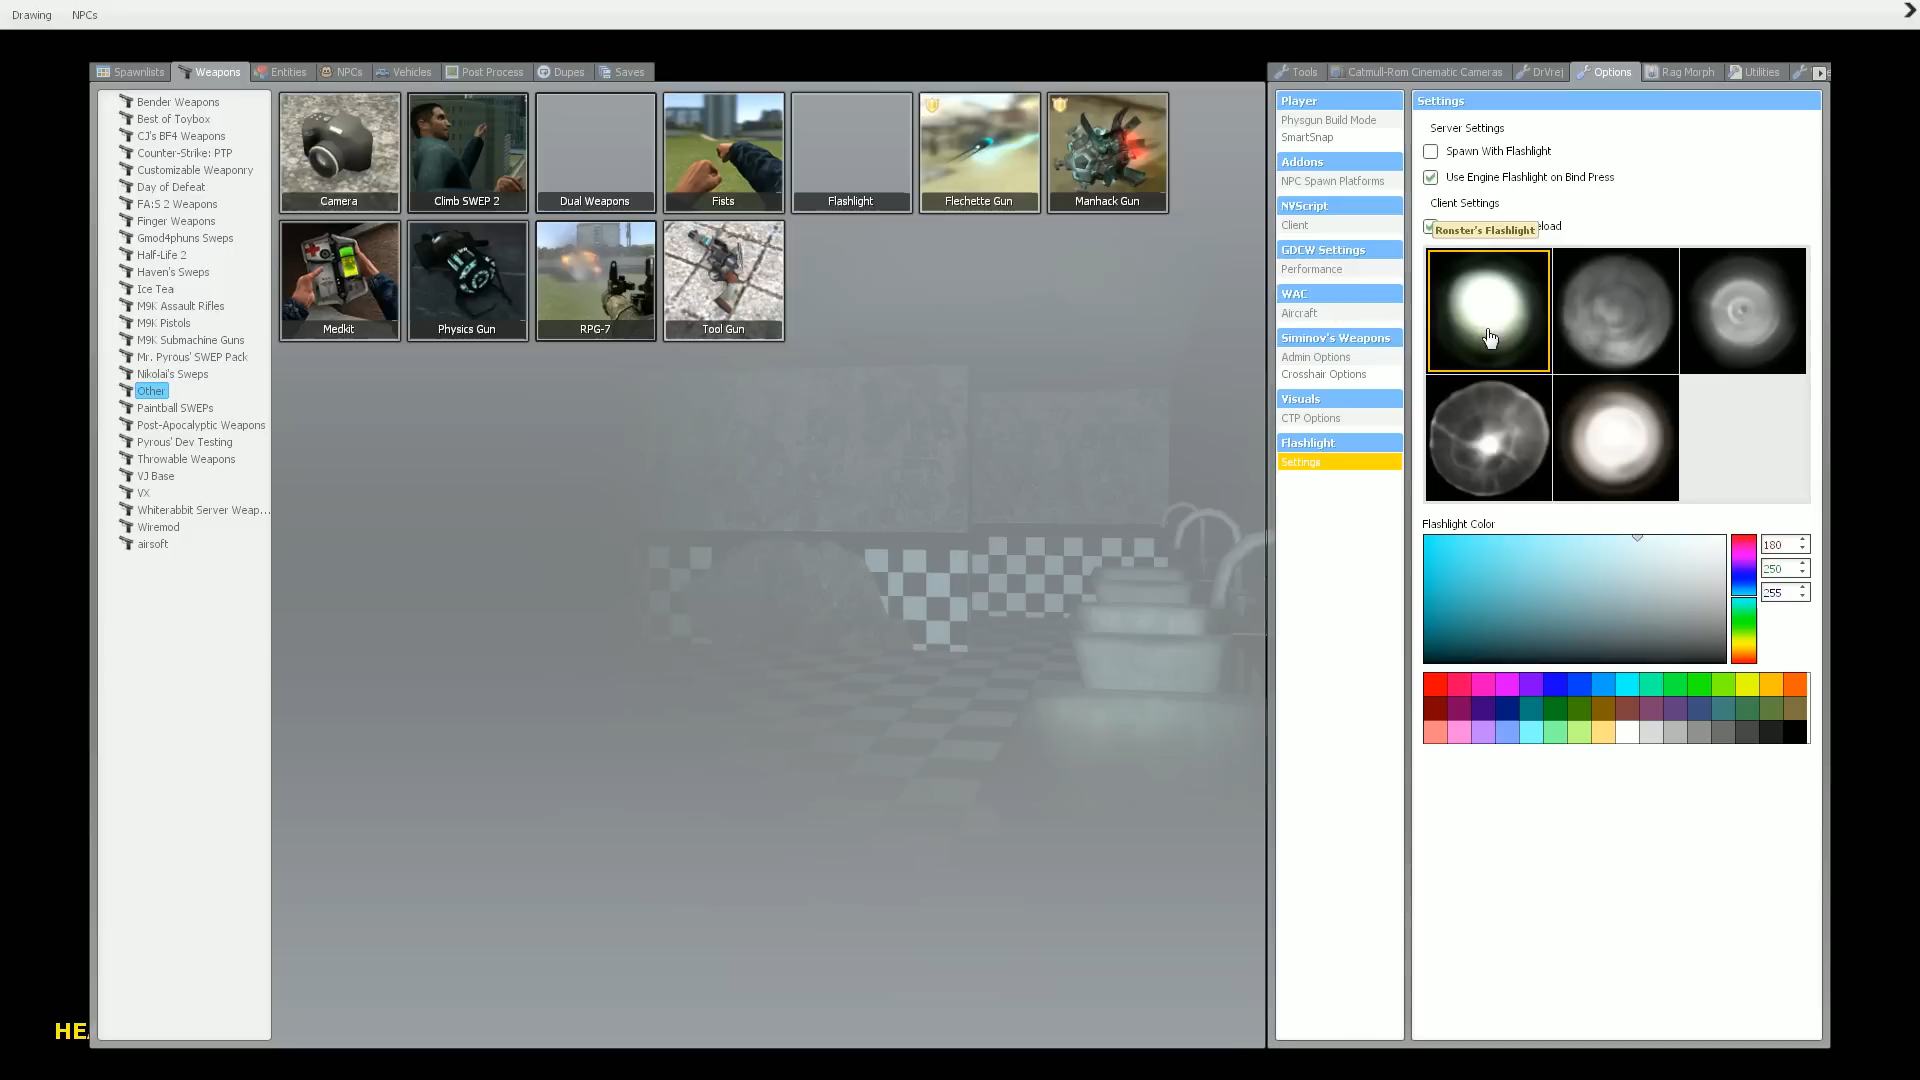 Drawing NPCs
Spawnlists Weapons Entities NPCs Vehicles Post Process Dupes Saves
Bender Weapons
Best of Toybox
CJ's BF4 Weapons
Counter-Strike: PTP
Customizable Weaponry
Day of Defeat
FA:S 2 Weapons
Finger Weapons
Gmod4phuns Sweps
Half-Life 2
Haven's Sweps
Ice Tea
M9K Assault Rifles
M9K Pistols
M9K Submachine Guns
Mr. Pyrous' SWEP Pack
Nikolai's Sweps
Other
Paintball SWEPs
Post-Apocalyptic Weapons
Pyrous' Dev Testing
Throwable Weapons
VJ Base
VX
Whiterabbit Server Weap...
Wiremod
airsoft
Camera Climb SWEP 2 Dual Weapons Fists Flashlight Flechette Gun Manhack Gun
Medkit Physics Gun RPG-7 Tool Gun
HE
Tools Catmull-Rom Cinematic Cameras DrVrej Options Rag Morph Utilities
Player
Physgun Build Mode
SmartSnap
Addons
NPC Spawn Platforms
NVScript
Client
GDCW Settings
Performance
WAC
Aircraft
Siminov's Weapons
Admin Options
Crosshair Options
Visuals
CTP Options
Flashlight
Settings
Settings
Server Settings
Spawn With Flashlight
Use Engine Flashlight on Bind Press
Client Settings
Ronster's Flashlight
Flashlight Color
180
250
255